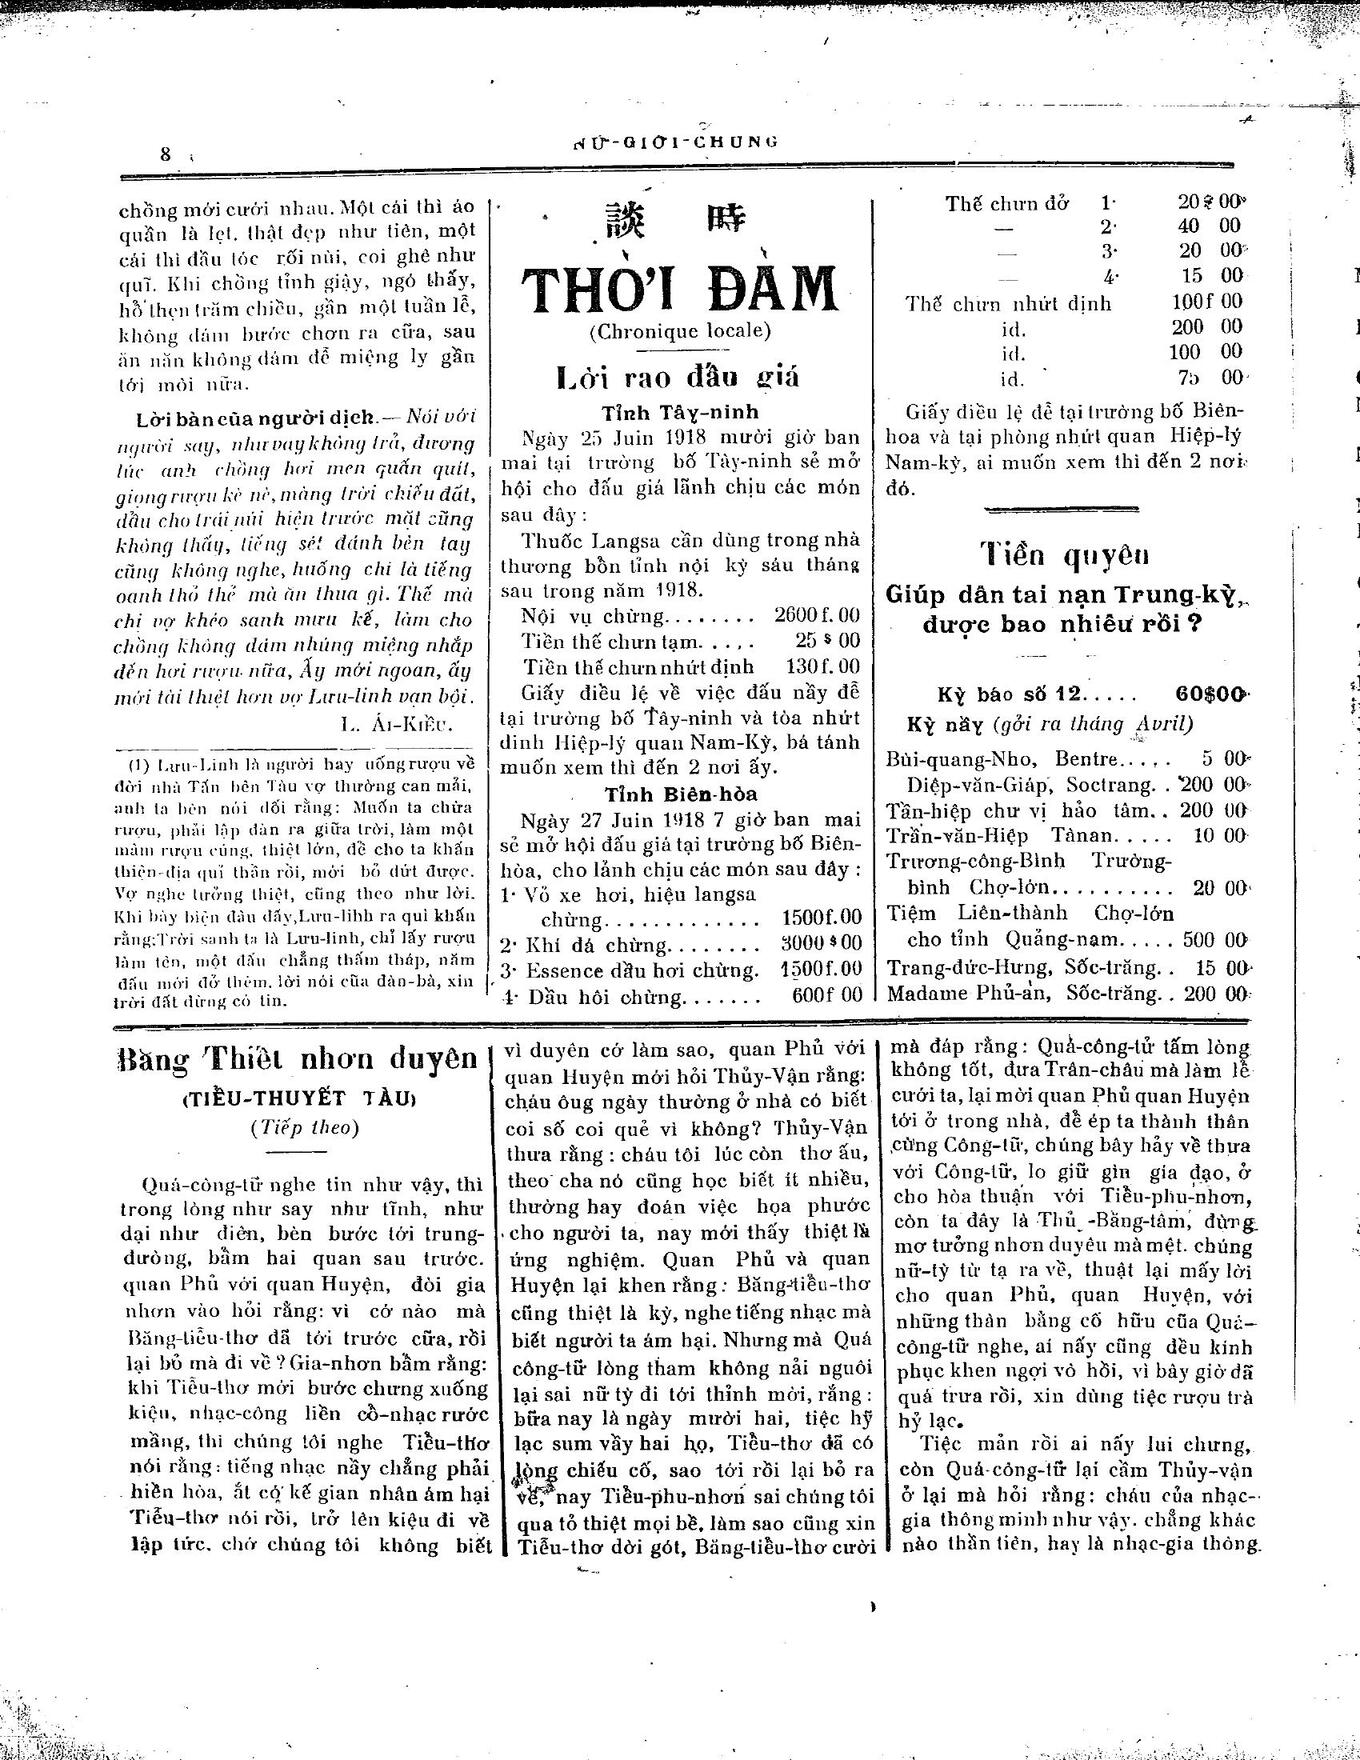 8
NỮ-GIỚI-CHUNG
chồng mới cưới nhau. Một cái thì áo
quần là lẹt, thật đẹp như tiên, một
cái thì đầu tóc rối nùi, coi ghê như
quĩ. Khi chồng tỉnh giậy, ngó thấy,
hổ thẹn trăm chiều, gần một tuần lễ,
không dám bước chơn ra cửa, sau
ăn năn không dám để miệng ly gần
tới môi nữa.
Lời bàn của người dịch.— Nói với
người say, như vay không trả, đương
lúc anh chồng hơi men quấn quít,
giọng rượu kè nè, màng trời chiếu đất,
dầu cho trái núi hiện trước mặt cũng
không thấy, tiếng sét đánh bên tay
cũng không nghe, huống chi là tiếng
oanh thỏ thẻ mà ăn thua gì. Thế mà
chị vợ khéo sanh mưu kế, làm cho
chồng không dám nhúng miệng nhắp
đến hơi rượu nữa, Ấy mới ngoan, ấy
mới tài thiệt hơn vợ Lưu-linh vạn bội.
L. ÁI-KIỀU.
(1) Lưu-Linh là người hay uống rượu về
đời nhà Tấn bên Tàu vợ thường can mải,
anh ta bèn nói dối rằng: Muốn ta chừa
rượu, phải lập đàn ra giữa trời, làm một
mâm rượu cúng, thiệt lớn, để cho ta khấn
thiên-địa quỉ thần rồi, mới bỏ dứt được.
Vợ nghe tưởng thiệt, cũng theo như lời.
Khi bày biện đâu đấy,Lưu-linh ra quì khấn
rằng:Trời sanh ta là Lưu-linh, chỉ lấy rượu
làm tên, một dấu chẳng thấm tháp, năm
đấu mới đở thèm, lời nói của đàn-bà, xin
trời đất đừng có tin.
談 時
THỜI ĐÀM
(Chronique locale)
Lời rao đấu giá
Tỉnh Tây-ninh
Ngày 25 Juin 1918 mười giờ ban
mai tại trường bố Tây-ninh sẻ mở
hội cho đấu giá lãnh chịu các món
sau đây :
Thuốc Langsa cần dùng trong nhà
thương bổn tỉnh nội kỳ sáu tháng
sau trong năm 1918.
Nội vụ chừng........ 2600f.00
Tiền thế chưn tạm..... 25 $ 00
Tiền thế chưn nhứt định 130f.00
Giấy điều lệ về việc đấu nầy để
tại trường bố Tây-ninh và tòa nhứt
dinh Hiệp-lý quan Nam-Kỳ, bá tánh
muốn xem thì đến 2 nơi ấy.
Tỉnh Biên-hòa
Ngày 27 Juin 1918 7 giờ ban mai
sẻ mở hội đấu giá tại trường bố Biên-
hòa, cho lảnh chịu các món sau đây :
1· Vỏ xe hơi, hiệu langsa
chừng............. 1500f.00
2· Khí đá chừng........ 3000 $ 00
3· Essence dầu hơi chừng. 1500f.00
4· Dầu hôi chừng....... 600f 00
Thế chưn đở 1· 20 $ 00
— 2· 40 00
— 3· 20 00
— 4· 15 00
Thế chưn nhứt định 100f 00
id. 200 00
id. 100 00
id. 75 00
Giấy điều lệ để tại trường bố Biên-
hoa và tại phòng nhứt quan Hiệp-lý
Nam-kỳ, ai muốn xem thì đến 2 nơi
đó.
Tiền quyên
Giúp dân tai nạn Trung-kỳ,
được bao nhiêu rồi ?
Kỳ báo số 12..... 60$00
Kỳ nầy (gởi ra tháng Avril)
Bùi-quang-Nho, Bentre..... 5 00
Diệp-văn-Giáp, Soctrang. . 200 00
Tân-hiệp chư vị hảo tâm.. 200 00
Trần-văn-Hiệp Tânan..... 10 00
Trương-công-Bình Trường-
bình Chợ-lớn.......... 20 00
Tiệm Liên-thành Chợ-lớn
cho tỉnh Quảng-nam..... 500 00
Trang-đức-Hưng, Sốc-trăng. . 15 00
Madame Phủ-ân, Sốc-trăng. . 200 00
Băng Thiết nhơn duyên
(TIỂU-THUYẾT TÀU)
(Tiếp theo)
Quá-công-tử nghe tin như vậy, thì
trong lòng như say như tĩnh, như
dại như điên, bèn bước tới trung-
đường, bẩm hai quan sau trước.
quan Phủ với quan Huyện, đòi gia
nhơn vào hỏi rằng: vì cớ nào mà
Băng-tiểu-thơ đã tới trước cửa, rồi
lại bỏ mà đi về ? Gia-nhơn bẩm rằng:
khi Tiểu-thơ mới bước chưng xuống
kiệu, nhạc-công liền cổ-nhạc rước
mầng, thì chúng tôi nghe Tiểu-thơ
nói rằng : tiếng nhạc nầy chẳng phải
hiền hòa, ắt có kế gian nhân ám hại
Tiểu-thơ nói rồi, trở lên kiệu đi về
lập tức. chớ chúng tôi không biết
vì duyên cớ làm sao, quan Phủ với
quan Huyện mới hỏi Thủy-Vận rằng:
cháu ôug ngày thường ở nhà có biết
coi số coi quẻ vì không? Thủy-Vận
thưa rằng : cháu tôi lúc còn thơ ấu,
theo cha nó cũng học biết ít nhiều,
thường hay đoán việc họa phước
cho người ta, nay mới thấy thiệt là
ứng nghiệm. Quan Phủ và quan
Huyện lại khen rằng : Băng-tiểu-thơ
cũng thiệt là kỳ, nghe tiếng nhạc mà
biết người ta ám hại. Nhưng mà Quá
công-tử lòng tham không nải nguôi
lại sai nữ tỳ đi tới thỉnh mời, rằng :
bữa nay là ngày mười hai, tiệc hỹ
lạc sum vầy hai họ, Tiểu-thơ đã có
lòng chiếu cố, sao tới rồi lại bỏ ra
về, nay Tiểu-phu-nhơn sai chúng tôi
qua tỏ thiệt mọi bề, làm sao cũng xin
Tiểu-thơ dời gót, Băng-tiểu-thơ cười
mà đáp rằng : Quá-công-tử tấm lòng
không tốt, đưa Trân-châu mà làm lễ
cưới ta, lại mời quan Phủ quan Huyện
tới ở trong nhà, để ép ta thành thân
cùng Công-tử, chúng bây hảy về thưa
với Công-tữ, lo giữ gìn gia đạo, ở
cho hòa thuận với Tiểu-phu-nhơn,
còn ta đây là Thủy-Băng-tâm, đừng
mơ tưởng nhơn duyêu mà mệt. chúng
nữ-tỳ từ tạ ra về, thuật lại mấy lời
cho quan Phủ, quan Huyện, với
những thân bằng cố hữu của Quá-
công-tử nghe, ai nấy cũng đều kinh
phục khen ngợi vô hồi, vì bây giờ đã
quá trưa rồi, xin dùng tiệc rượu trà
hỷ lạc.
Tiệc mản rồi ai nấy lui chưng,
còn Quá-công-tử lại cầm Thủy-vận
ở lại mà hỏi rằng : cháu của nhạc-
gia thông minh như vậy. chẳng khác
nào thần tiên, hay là nhạc-gia thòng